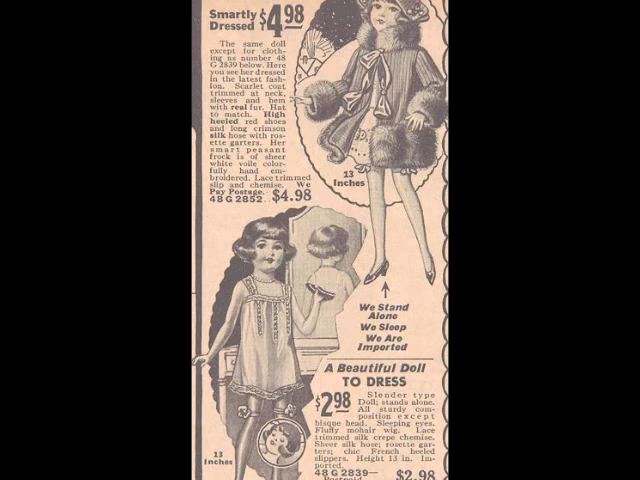 Smartly $4.98
Dressed
The same doll
except for cloth-
ing as number 48
G 2839 below. Here
you see her dressed
in the latest fash-
ion. Scarlet coat
trimmed at neck,
sleeves and hem
with real fur. Hat
to match. High
heeled red shoes
and long crimson
silk hose with ros-
ette garters. Her
smart peasant
frock is of sheer
white voile color-
fully hand em-
broidered. Lace trimmed
slip and chemise. We
Pay Postage.
48 G 2852. $4.98
13
Inches
We Stand
Alone
We Sleep
We Are
Imported
A Beautiful Doll
TO DRESS
$2.98
Slender type
Doll; stands alone.
All sturdy com-
position except
bisque head. Sleeping eyes.
Fluffy mohair wig. Lace
trimmed silk crepe chemise.
Sheer silk hose; rosette gar-
ters; chic French heeled
slippers. Height 13 in. Im-
ported.
48 G 2839—
Postpaid $2.98
13
Inches